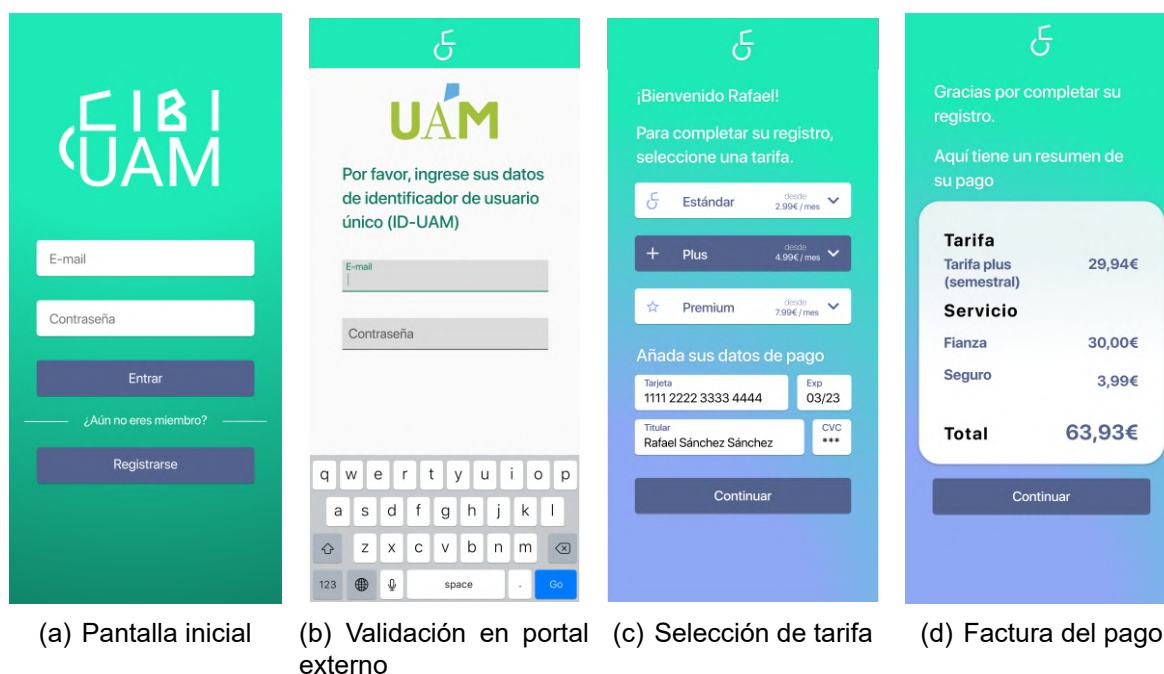 CIBI
UAM
E-mail
Contraseña
Entrar
¿Aún no eres miembro?
Registrarse
(a) Pantalla inicial
UAM
Por favor, ingrese sus datos
de identificador de usuario
único (ID-UAM)
E-mail
Contraseña
q w e r t y u i o p
a s d f g h j k l
z x c v b n m
123 space . Go
(b) Validación en portal
externo
¡Bienvenido Rafael!
Para completar su registro,
seleccione una tarifa.
Estándar desde
2.99€/mes
Plus desde
4.99€/mes
Premium desde
7.99€/mes
Añada sus datos de pago
Tarjeta Exp
1111 2222 3333 4444 03/23
Titular CVC
Rafael Sánchez Sánchez ***
Continuar
(c) Selección de tarifa
Gracias por completar su
registro.
Aquí tiene un resumen de
su pago
Tarifa
Tarifa plus 29,94€
(semestral)
Servicio
Fianza 30,00€
Seguro 3,99€
Total 63,93€
Continuar
(d) Factura del pago